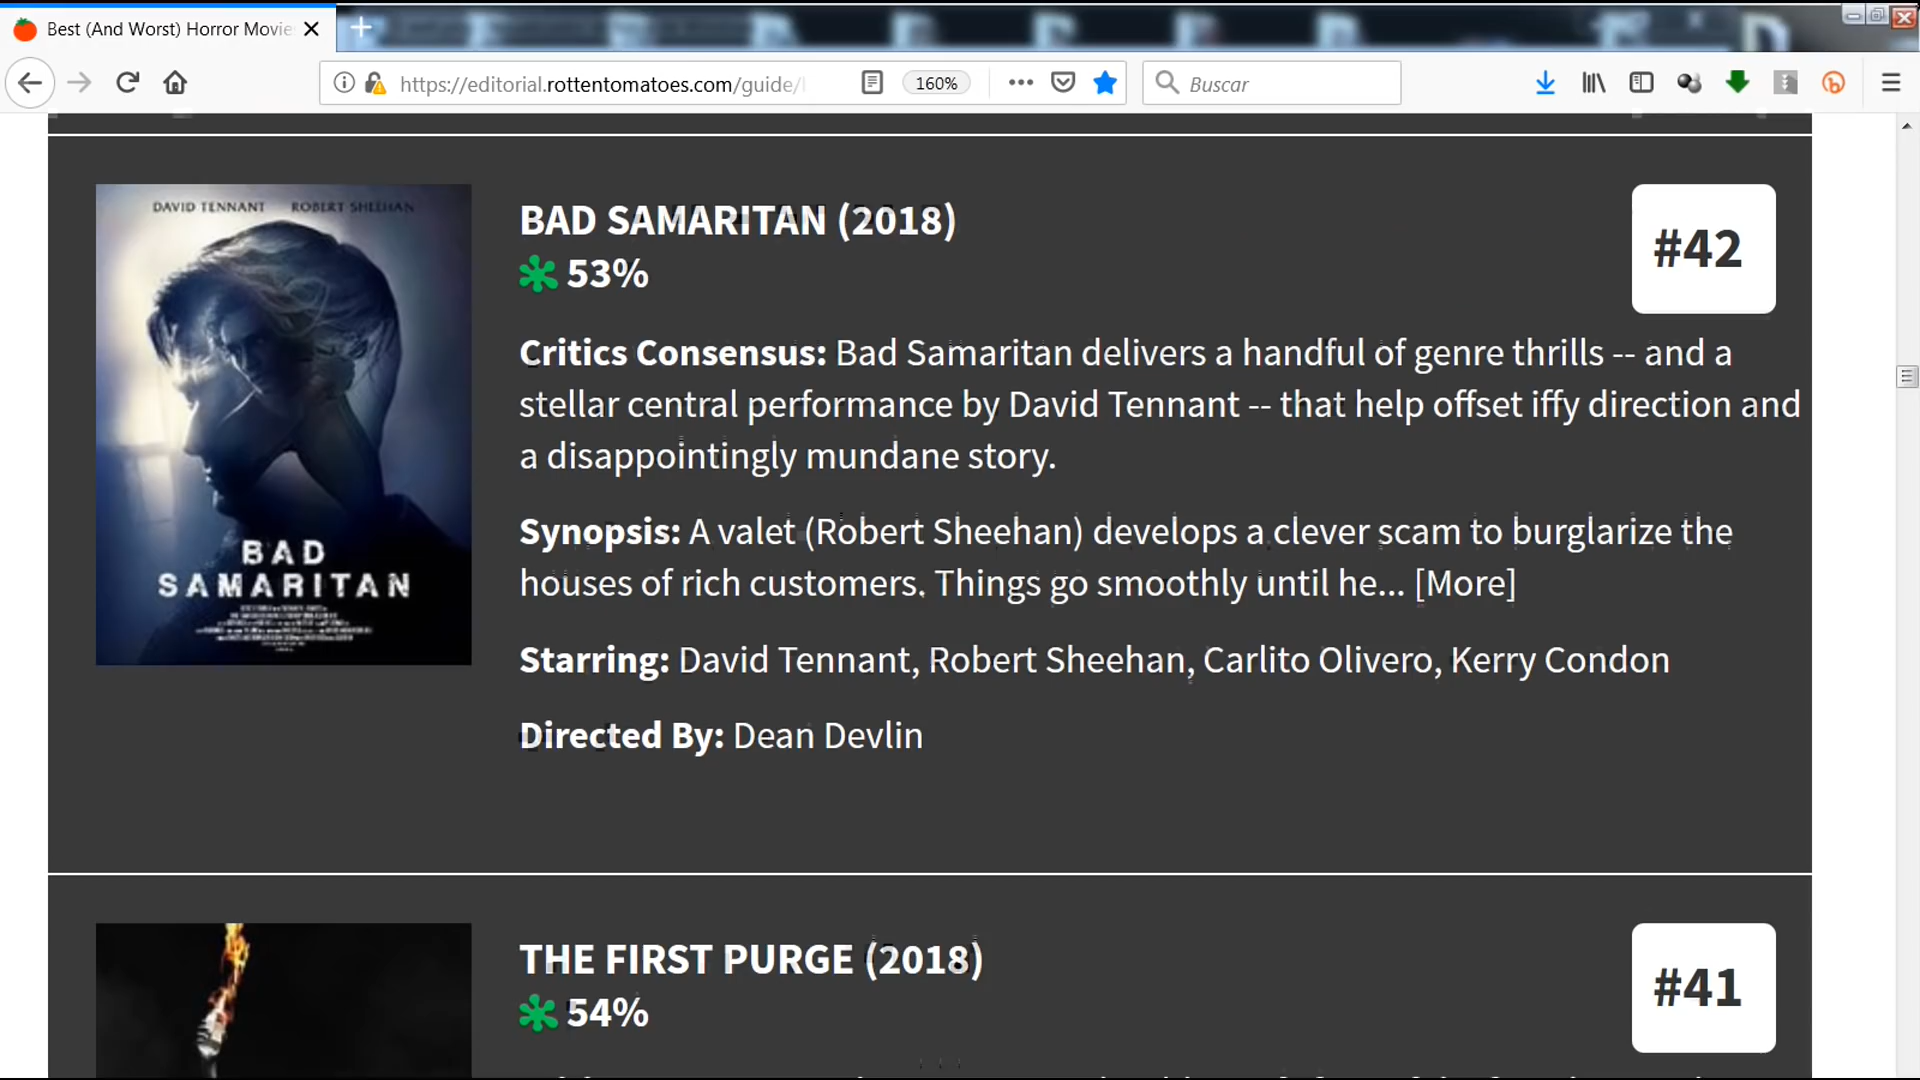 Best (And Worst) Horror Movie
https://editorial.rottentomatoes.com/guide/
160%
Buscar
DAVID TENNANT ROBERT SHEEHAN
BAD
SAMARITAN
BAD SAMARITAN (2018)
53%
#42
Critics Consensus: Bad Samaritan delivers a handful of genre thrills -- and a
stellar central performance by David Tennant -- that help offset iffy direction and
a disappointingly mundane story.
Synopsis: A valet (Robert Sheehan) develops a clever scam to burglarize the
houses of rich customers. Things go smoothly until he... [More]
Starring: David Tennant, Robert Sheehan, Carlito Olivero, Kerry Condon
Directed By: Dean Devlin
THE FIRST PURGE (2018)
54%
#41